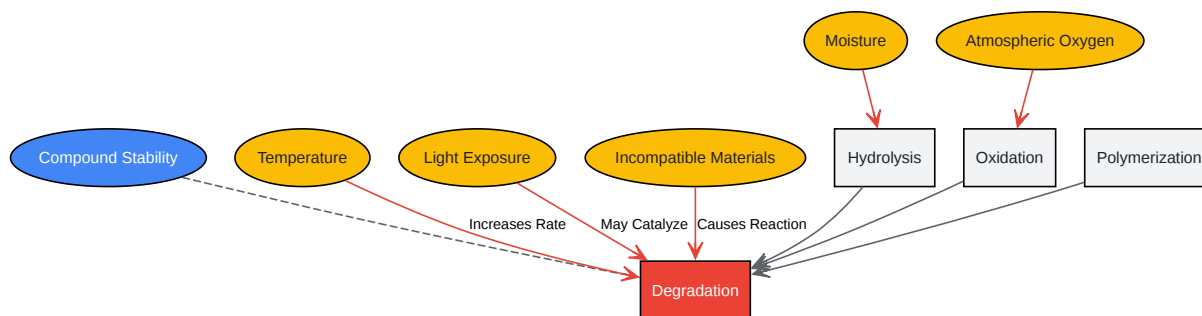 Moisture
Atmospheric Oxygen
Compound Stability
Temperature
Light Exposure
Incompatible Materials
Hydrolysis
Oxidation
Polymerization
Increases Rate
May Catalyze
Causes Reaction
Degradation